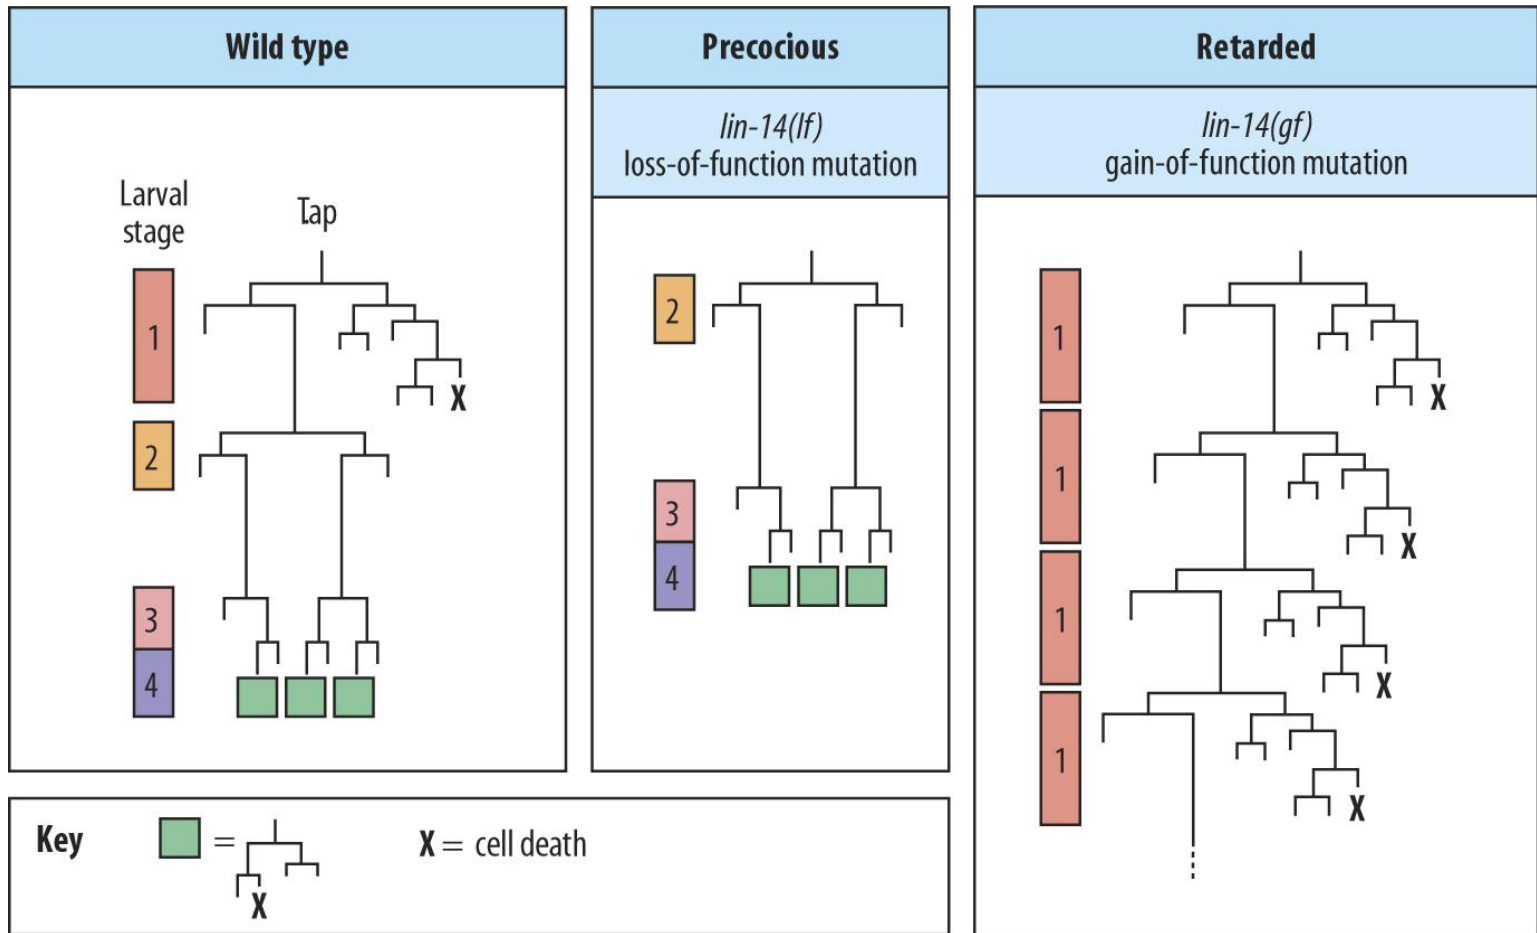 Wild type
Larval
stage
T.ap
1
2
3
4
X
Precocious
lin-14(lf)
loss-of-function mutation
2
3
4
Retarded
lin-14(gf)
gain-of-function mutation
1
X
1
X
1
X
1
X
Key
=
X
X = cell death